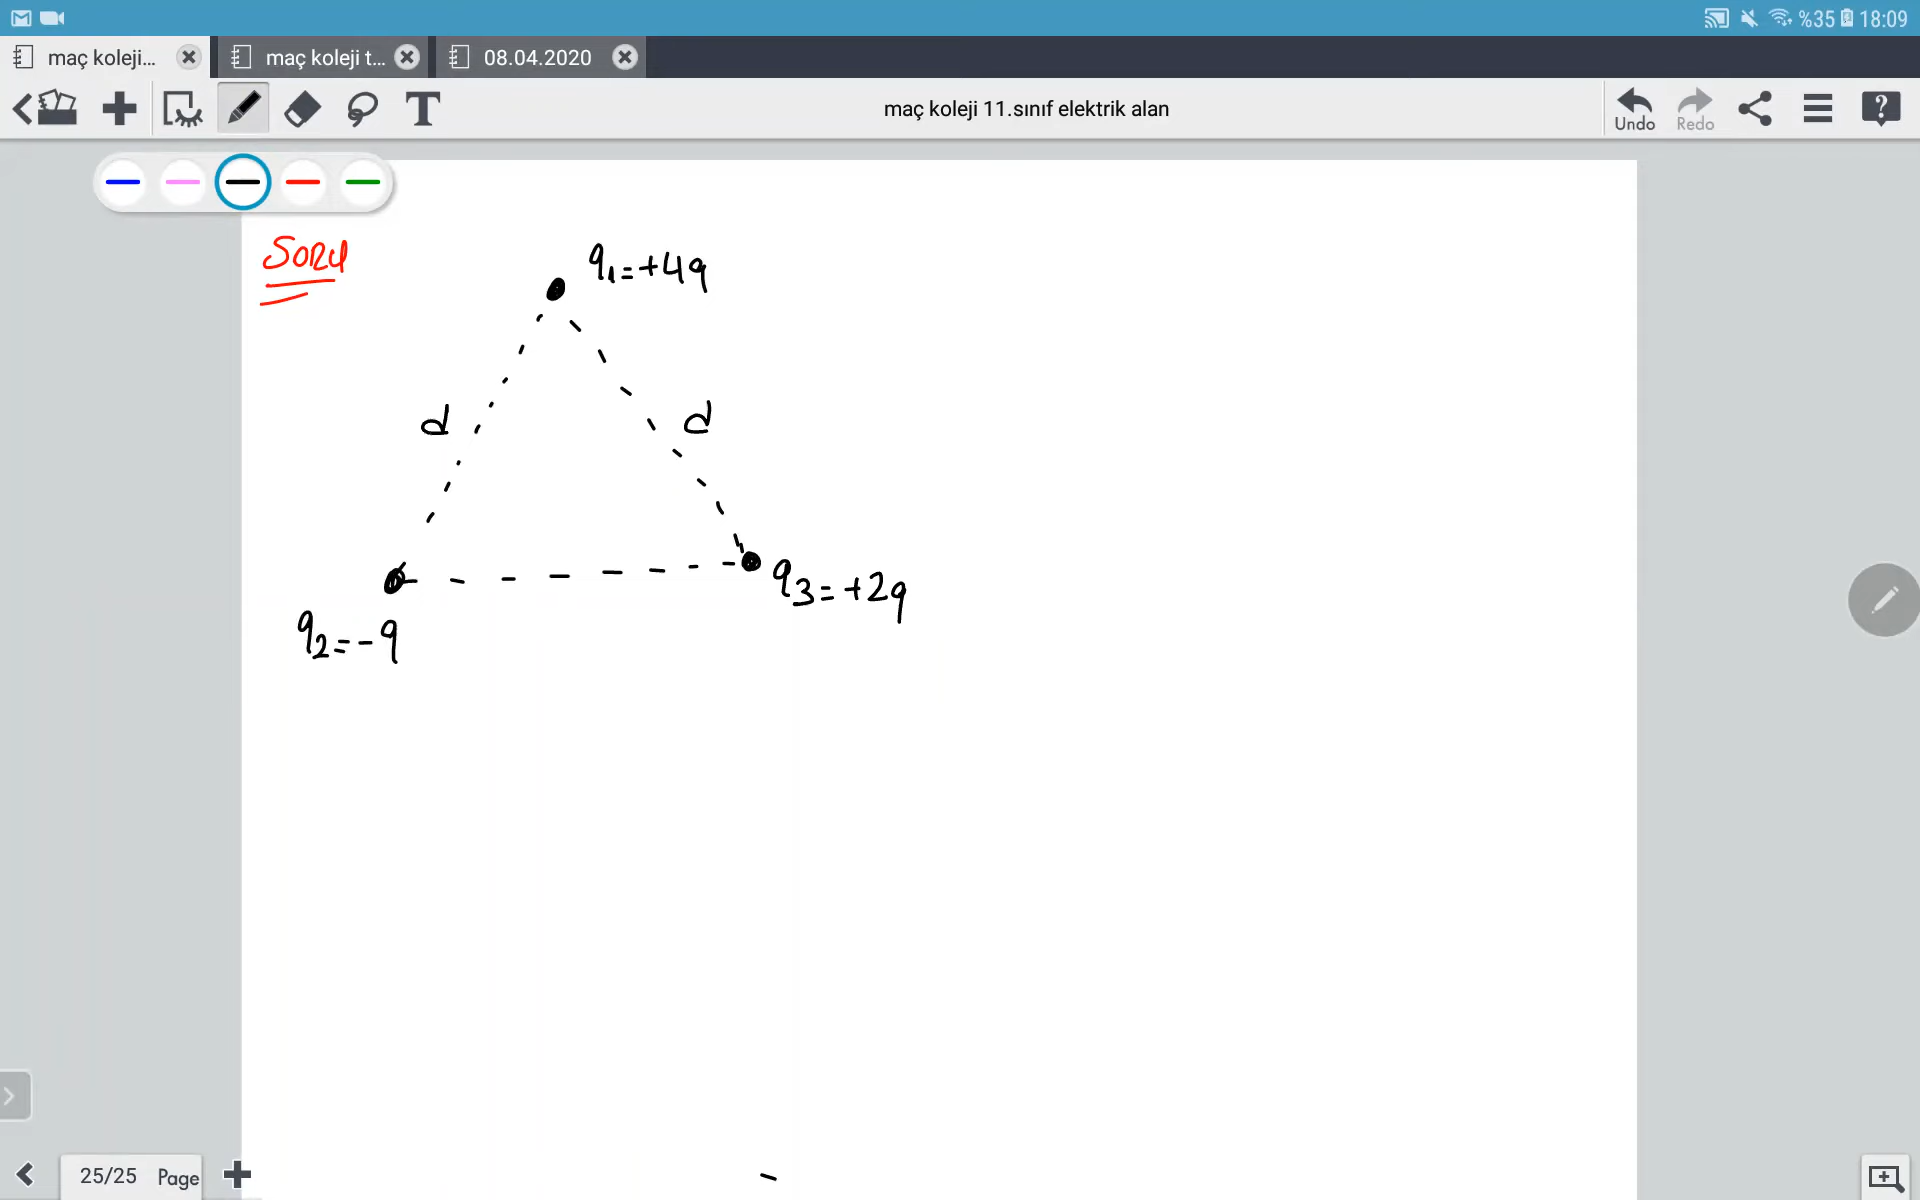 %35 18:09
maç koleji... maç koleji t... 08.04.2020
T maç koleji 11.sınıf elektrik alan Undo Redo ?
SORU
q1=+4q
d d
q3=+2q
q2=-q
25/25 Page